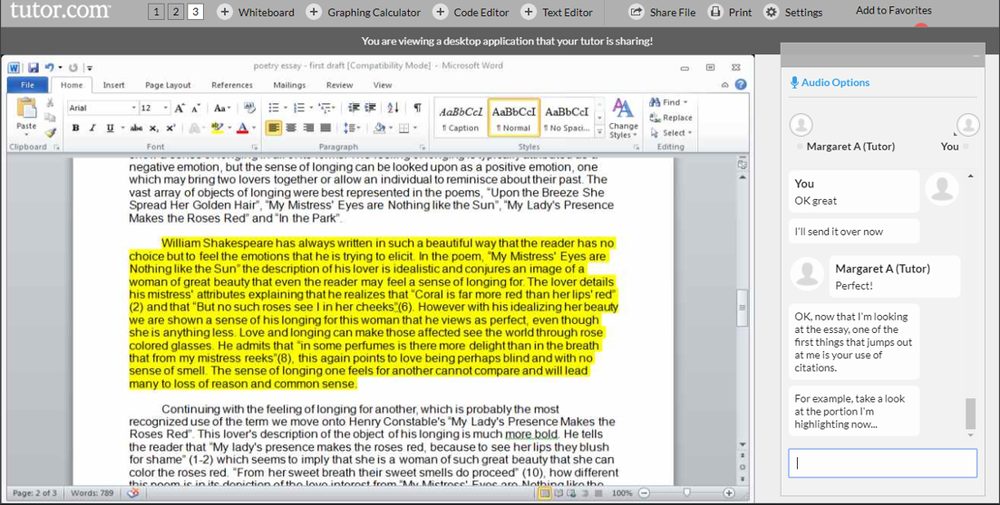 tutor.com
1 2 3 Whiteboard Graphing Calculator Code Editor Text Editor Share File Print Settings Add to Favorites
You are viewing a desktop application that your tutor is sharing!
poetry essay - first draft [Compatibility Mode] - Microsoft Word
File Home Insert Page Layout References Mailings Review View
Arial 12 Aa
Paste
B I U abc x₂ x² A
AaBbCcI AaBbCcI AaBbCcI
¶ Caption ¶ Normal ¶ No Spaci...
Change
Styles
Find
Replace
Select
Clipboard Font Paragraph Styles Editing
negative emotion, but the sense of longing can be looked upon as a positive emotion, one
which may bring two lovers together or allow an individual to reminisce about their past. The
vast array of objects of longing were best represented in the poems, "Upon the Breeze She
Spread Her Golden Hair", "My Mistress' Eyes are Nothing like the Sun", "My Lady's Presence
Makes the Roses Red" and "In the Park".
William Shakespeare has always written in such a beautiful way that the reader has no
choice but to feel the emotions that he is trying to elicit. In the poem, "My Mistress' Eyes are
Nothing like the Sun" the description of his lover is idealistic and conjures an image of a
woman of great beauty that even the reader may feel a sense of longing for. The lover details
his mistress' attributes explaining that he realizes that "Coral is far more red than her lips' red"
(2) and that "But no such roses see I in her cheeks"(6). However with his idealizing her beauty
we are shown a sense of his longing for this woman that he views as perfect, even though
she is anything less. Love and longing can make those affected see the world through rose
colored glasses. He admits that "in some perfumes is there more delight than in the breath
that from my mistress reeks"(8), this again points to love being perhaps blind and with no
sense of smell. The sense of longing one feels for another cannot compare and will lead
many to loss of reason and common sense.
Continuing with the feeling of longing for another, which is probably the most
recognized use of the term we move onto Henry Constable's "My Lady's Presence Makes the
Roses Red". This lover's description of the object of his longing is much more bold. He tells
the reader that "My lady's presence makes the roses red, because to see her lips they blush
for shame" (1-2) which seems to imply that she is a woman of such great beauty that she can
color the roses red. "From her sweet breath their sweet smells do proceed" (10), how different
this poem is in its depiction of the love interest from "My Mistress' Eyes are Nothing like the
Page: 2 of 3 Words: 789 100%
Audio Options
Margaret A (Tutor) You
You
OK great
I'll send it over now
Margaret A (Tutor)
Perfect!
OK, now that I'm looking
at the essay, one of the
first things that jumps out
at me is your use of
citations.
For example, take a look
at the portion I'm
highlighting now...